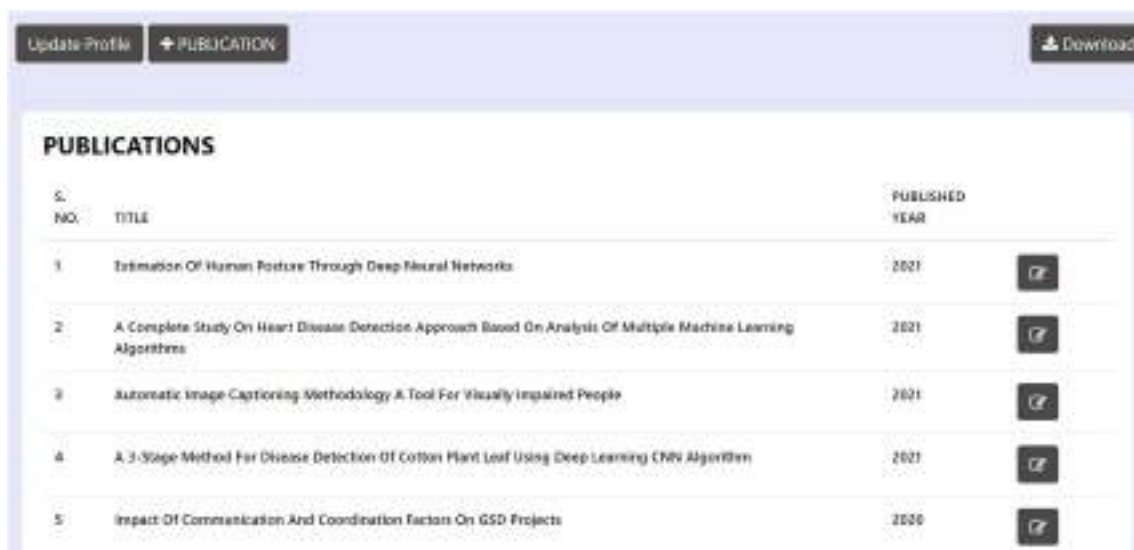 Update Profile
+ PUBLICATION
Download
PUBLICATIONS
S. NO.
TITLE
PUBLISHED YEAR
1 Estimation Of Human Posture Through Deep Neural Networks 2021
2 A Complete Study On Heart Disease Detection Approach Based On Analysis Of Multiple Machine Learning 2021
Algorithms
3 Automatic Image Captioning Methodology A Tool For Visually Impaired People 2021
4 A 3-Stage Method For Disease Detection Of Cotton Plant Leaf Using Deep Learning CNN Algorithm 2021
5 Impact Of Communication And Coordination Factors On GSD Projects 2020